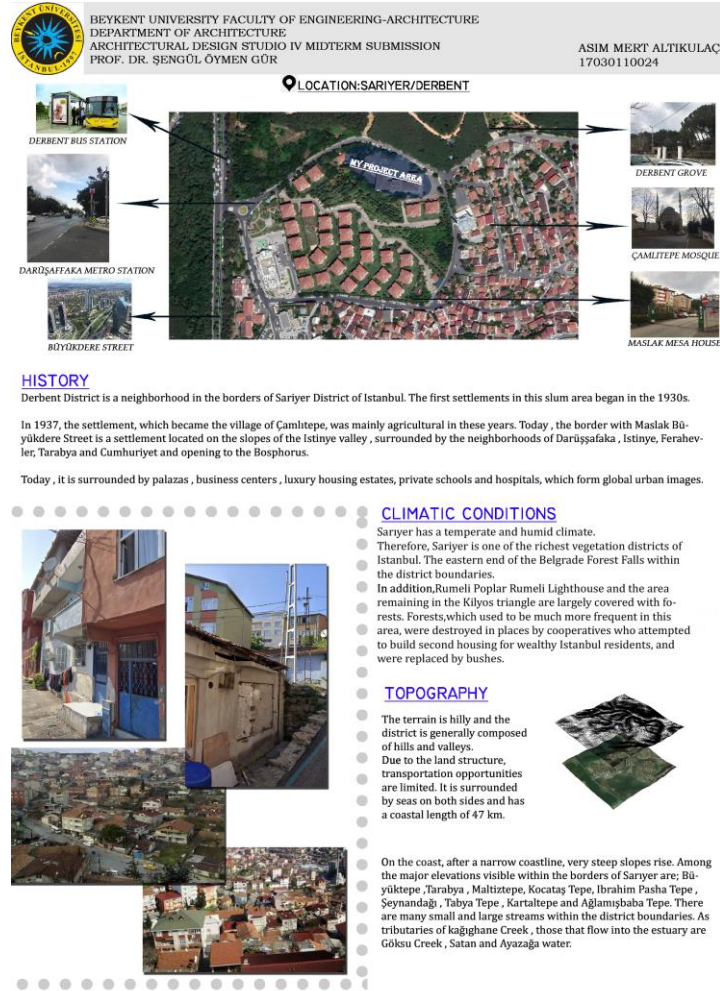 BEYKENT ÜNİVERSİTESİ
İSTANBUL-1997
BEYKENT UNIVERSITY FACULTY OF ENGINEERING-ARCHITECTURE
DEPARTMENT OF ARCHITECTURE
ARCHITECTURAL DESIGN STUDIO IV MIDTERM SUBMISSION
PROF. DR. ŞENGÜL ÖYMEN GÜR
ASIM MERT ALTIKULAÇ
17030110024
LOCATION:SARIYER/DERBENT
DERBENT BUS STATION
DARÜŞAFFAKA METRO STATION
BÜYÜKDERE STREET
MY PROJECT AREA
DERBENT GROVE
ÇAMLITEPE MOSQUE
MASLAK MESA HOUSE
HISTORY
Derbent District is a neighborhood in the borders of Sariyer District of Istanbul. The first settlements in this slum area began in the 1930s.
In 1937, the settlement, which became the village of Çamlıtepe, was mainly agricultural in these years. Today , the border with Maslak Bü-
yükdere Street is a settlement located on the slopes of the Istinye valley , surrounded by the neighborhoods of Darüşşafaka , Istinye, Ferahev-
ler, Tarabya and Cumhuriyet and opening to the Bosphorus.
Today , it is surrounded by palazas , business centers , luxury housing estates, private schools and hospitals, which form global urban images.
CLIMATIC CONDITIONS
Sarıyer has a temperate and humid climate.
Therefore, Sariyer is one of the richest vegetation districts of
Istanbul. The eastern end of the Belgrade Forest Falls within
the district boundaries.
In addition,Rumeli Poplar Rumeli Lighthouse and the area
remaining in the Kilyos triangle are largely covered with fo-
rests. Forests,which used to be much more frequent in this
area, were destroyed in places by cooperatives who attempted
to build second housing for wealthy Istanbul residents, and
were replaced by bushes.
TOPOGRAPHY
The terrain is hilly and the
district is generally composed
of hills and valleys.
Due to the land structure,
transportation opportunities
are limited. It is surrounded
by seas on both sides and has
a coastal length of 47 km.
On the coast, after a narrow coastline, very steep slopes rise. Among
the major elevations visible within the borders of Sarıyer are; Bü-
yüktepe ,Tarabya , Maltiztepe, Kocataş Tepe, Ibrahim Pasha Tepe ,
Şeynandağı , Tabya Tepe , Kartaltepe and Ağlamışbaba Tepe. There
are many small and large streams within the district boundaries. As
tributaries of kağıghane Creek , those that flow into the estuary are
Göksu Creek , Satan and Ayazağa water.